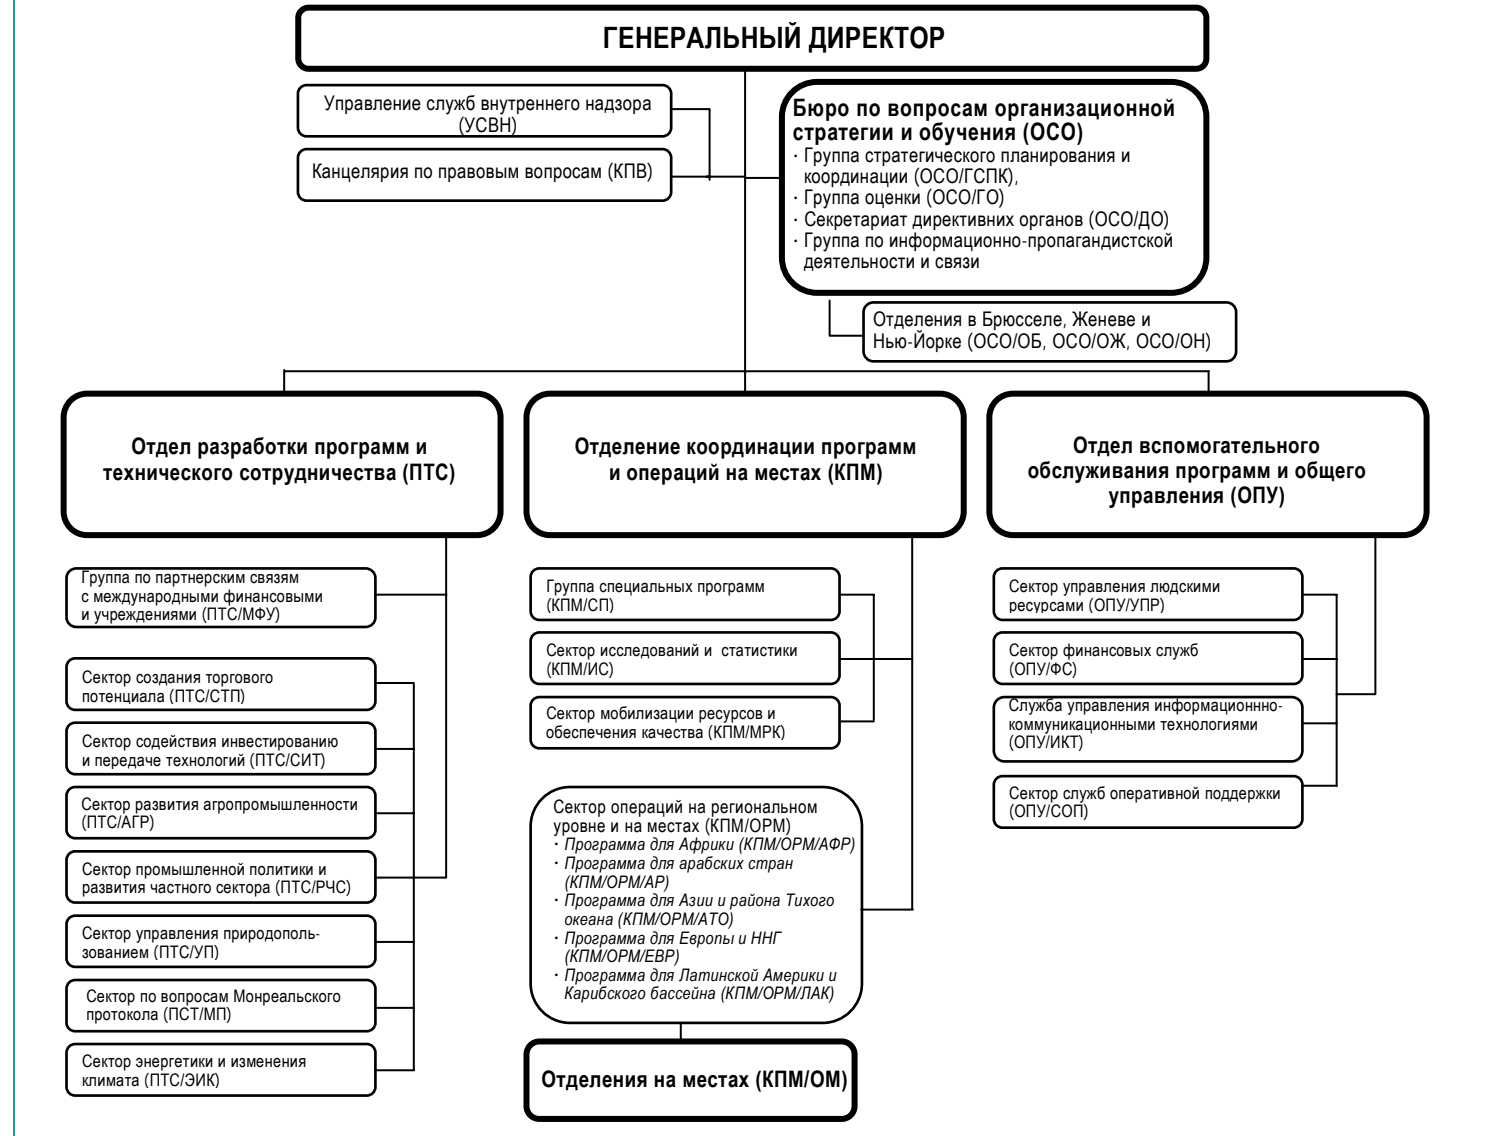 ГЕНЕРАЛЬНЫЙ ДИРЕКТОР
Управление служб внутреннего надзора
(УСВН)
Канцелярия по правовым вопросам (КПВ)
Бюро по вопросам организационной
стратегии и обучения (ОСО)
· Группа стратегического планирования и
координации (ОСО/ГСПК),
· Группа оценки (ОСО/ГО)
· Секретариат директивних органов (ОСО/ДО)
· Группа по информационно-пропагандистской
деятельности и связи
Отделения в Брюсселе, Женеве и
Нью-Йорке (ОСО/ОБ, ОСО/ОЖ, ОСО/ОН)
Отдел разработки программ и
технического сотрудничества (ПТС)
Группа по партнерским связям
с международными финансовыми
и учреждениями (ПТС/МФУ)
Сектор создания торгового
потенциала (ПТС/СТП)
Сектор содействия инвестированию
и передаче технологий (ПТС/СИТ)
Сектор развития агропромышленности
(ПТС/АГР)
Сектор промышленной политики и
развития частного сектора (ПТС/РЧС)
Сектор управления природополь-
зованием (ПТС/УП)
Сектор по вопросам Монреальского
протокола (ПСТ/МП)
Сектор энергетики и изменения
климата (ПТС/ЭИК)
Отделение координации программ
и операций на местах (КПМ)
Группа специальных программ
(КПМ/СП)
Сектор исследований и статистики
(КПМ/ИС)
Сектор мобилизации ресурсов и
обеспечения качества (КПМ/МРК)
Сектор операций на региональном
уровне и на местах (КПМ/ОРМ)
· Программа для Африки (КПМ/ОРМ/АФР)
· Программа для арабских стран
(КПМ/ОРМ/АР)
· Программа для Азии и района Тихого
океана (КПМ/ОРМ/АТО)
· Программа для Европы и ННГ
(КПМ/ОРМ/ЕВР)
· Программа для Латинской Америки и
Карибского бассейна (КПМ/ОРМ/ЛАК)
Отделения на местах (КПМ/ОМ)
Отдел вспомогательного
обслуживания программ и общего
управления (ОПУ)
Сектор управления людскими
ресурсами (ОПУ/УПР)
Сектор финансовых служб
(ОПУ/ФС)
Служба управления информационнно-
коммуникационными технологиями
(ОПУ/ИКТ)
Сектор служб оперативной поддержки
(ОПУ/СОП)